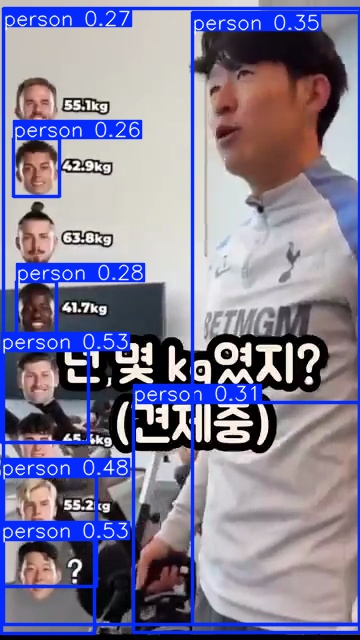 person 0.27
person 0.35
55.1kg
person 0.26
42.9kg
63.8kg
person 0.28
41.7kg
BETMGM
person 0.53
넌 몇 kg였지?
person 0.31
(견제중)
person 0.48
55.2kg
person 0.53
?